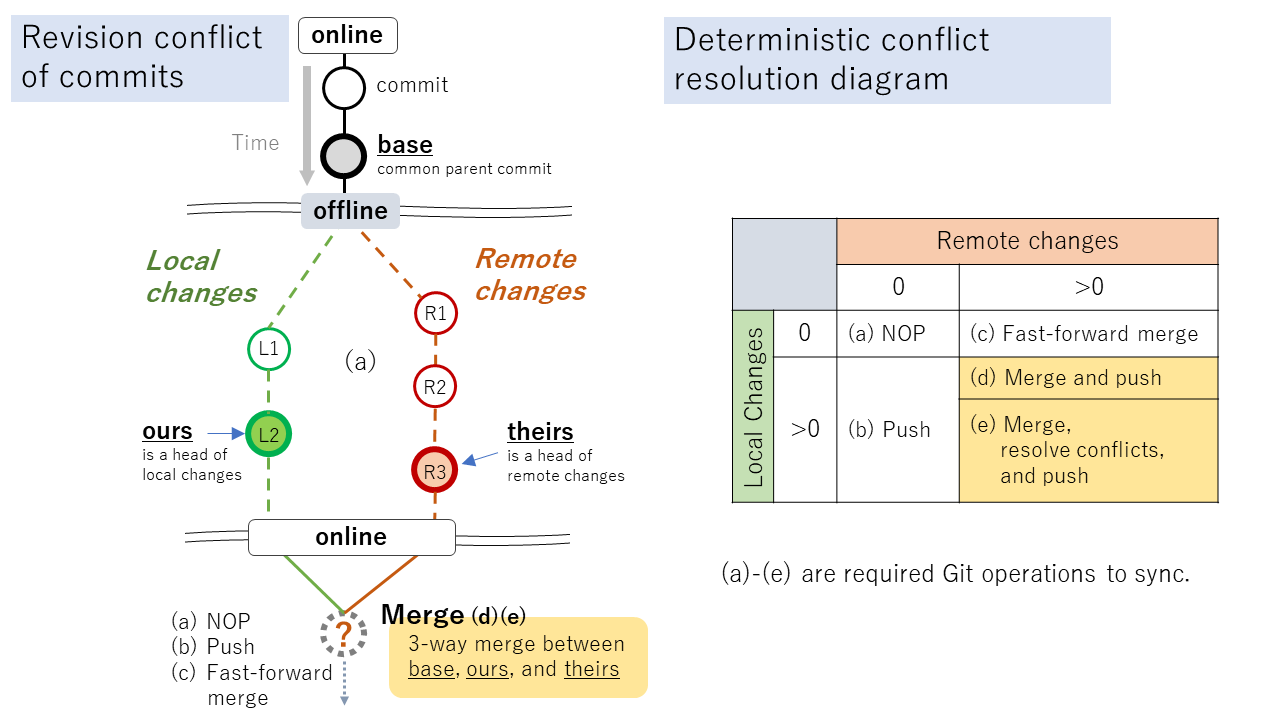 Revision conflict
of commits
online
commit
Time
base
common parent commit
offline
Local
changes
Remote
changes
R1
L1
(a)
R2
ours
is a head of
local changes
L2
theirs
is a head of
remote changes
R3
online
(a) NOP
(b) Push
(c) Fast-forward
merge
?
Merge (d)(e)
3-way merge between
base, ours, and theirs
Deterministic conflict
resolution diagram
Remote changes
0
>0
Local Changes
0
(a) NOP
(c) Fast-forward merge
>0
(b) Push
(d) Merge and push
(e) Merge,
resolve conflicts,
and push
(a)-(e) are required Git operations to sync.